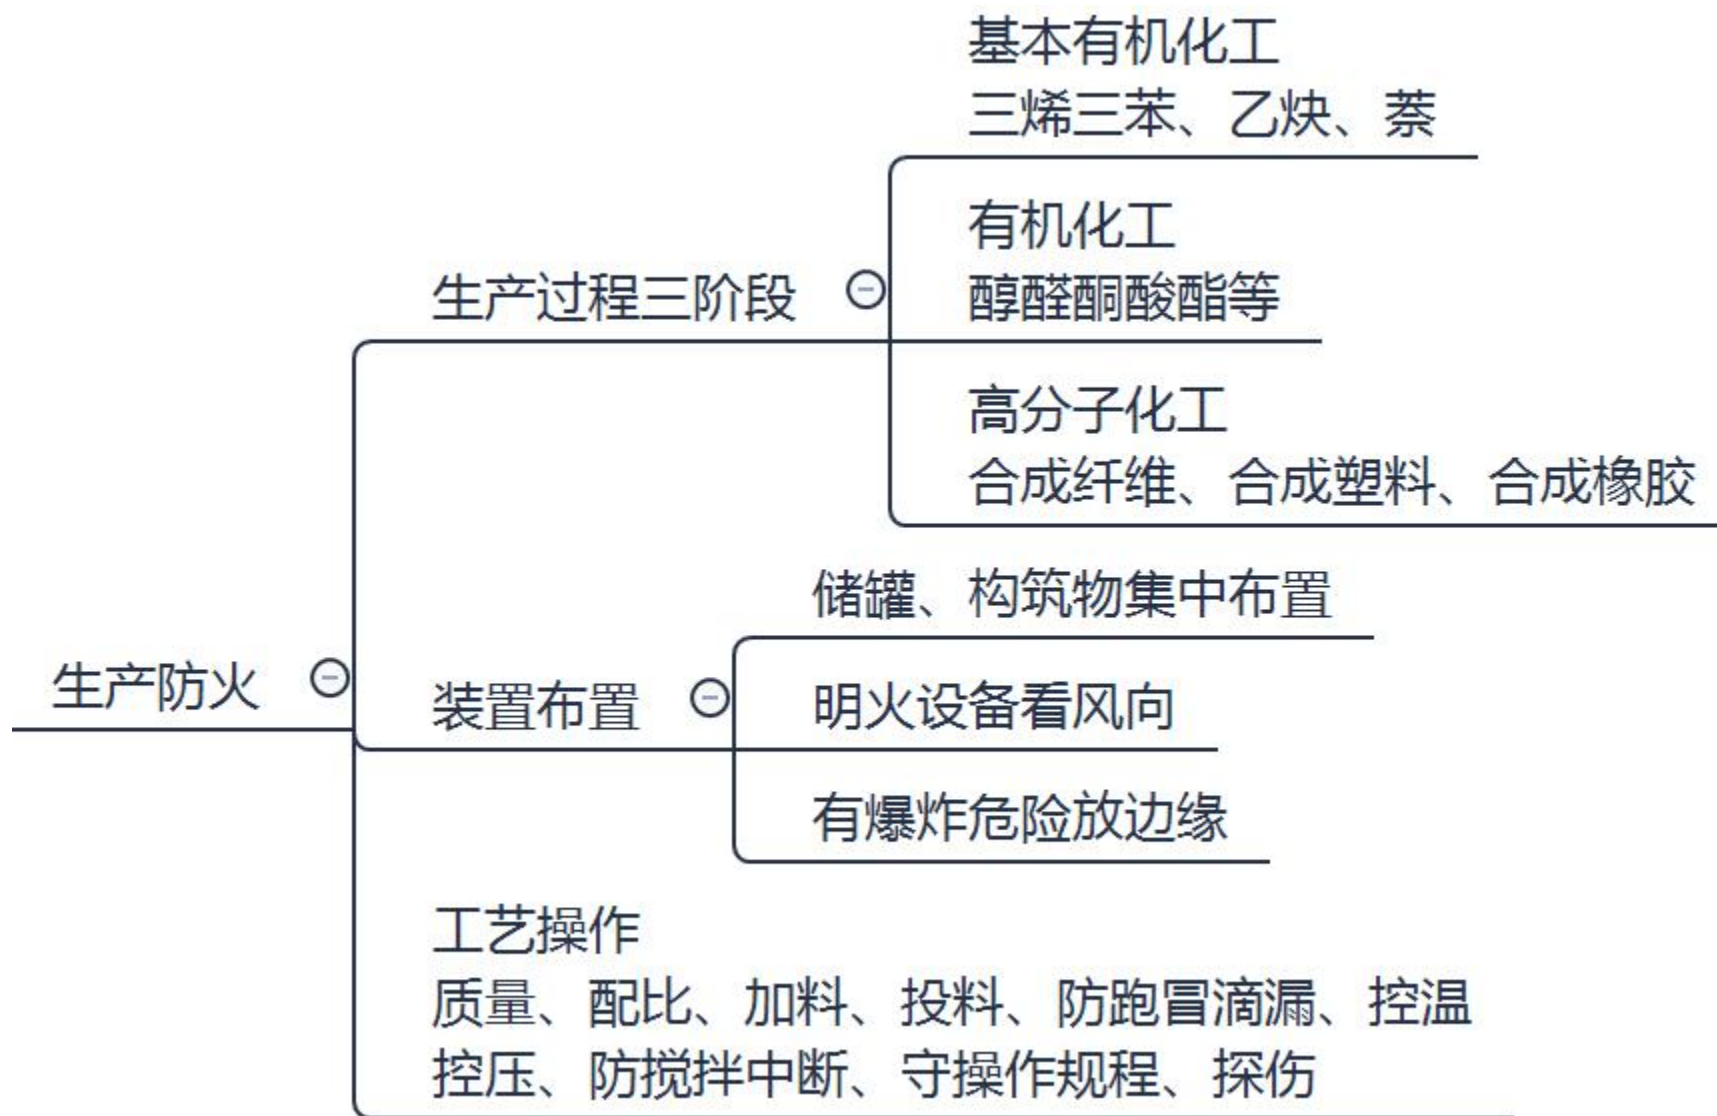 基本有机化工
三烯三苯、乙炔、萘
有机化工
生产过程三阶段
醇醛酮酸酯等
高分子化工
合成纤维、合成塑料、合成橡胶
储罐、构筑物集中布置
生产防火
装置布置
明火设备看风向
有爆炸危险放边缘
工艺操作
质量、配比、加料、投料、防跑冒滴漏、控温
控压、防搅拌中断、守操作规程、探伤